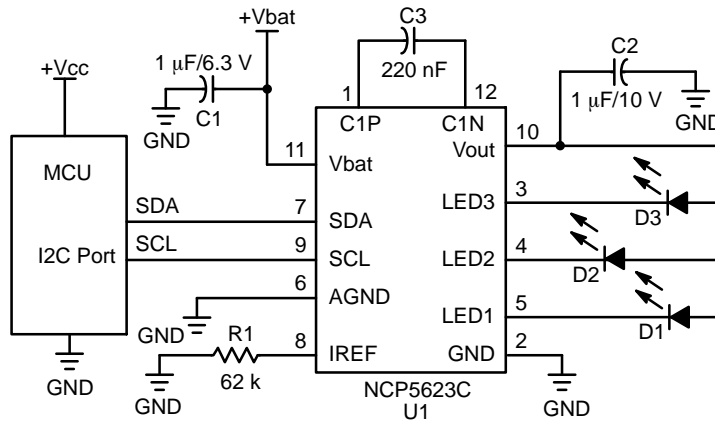 +Vbat
C3
C2
1 µF/6.3 V
220 nF
+Vcc
1
12
1 µF/10 V
GND
C1
C1P
C1N
10
GND
11
Vbat
Vout
MCU
SDA
7
SDA
LED3
3
D3
SCL
9
I2C Port
SCL
LED2
4
D2
6
AGND
GND
LED1
5
D1
R1
8
IREF
GND
2
GND
62 k
GND
GND
NCP5623C
U1